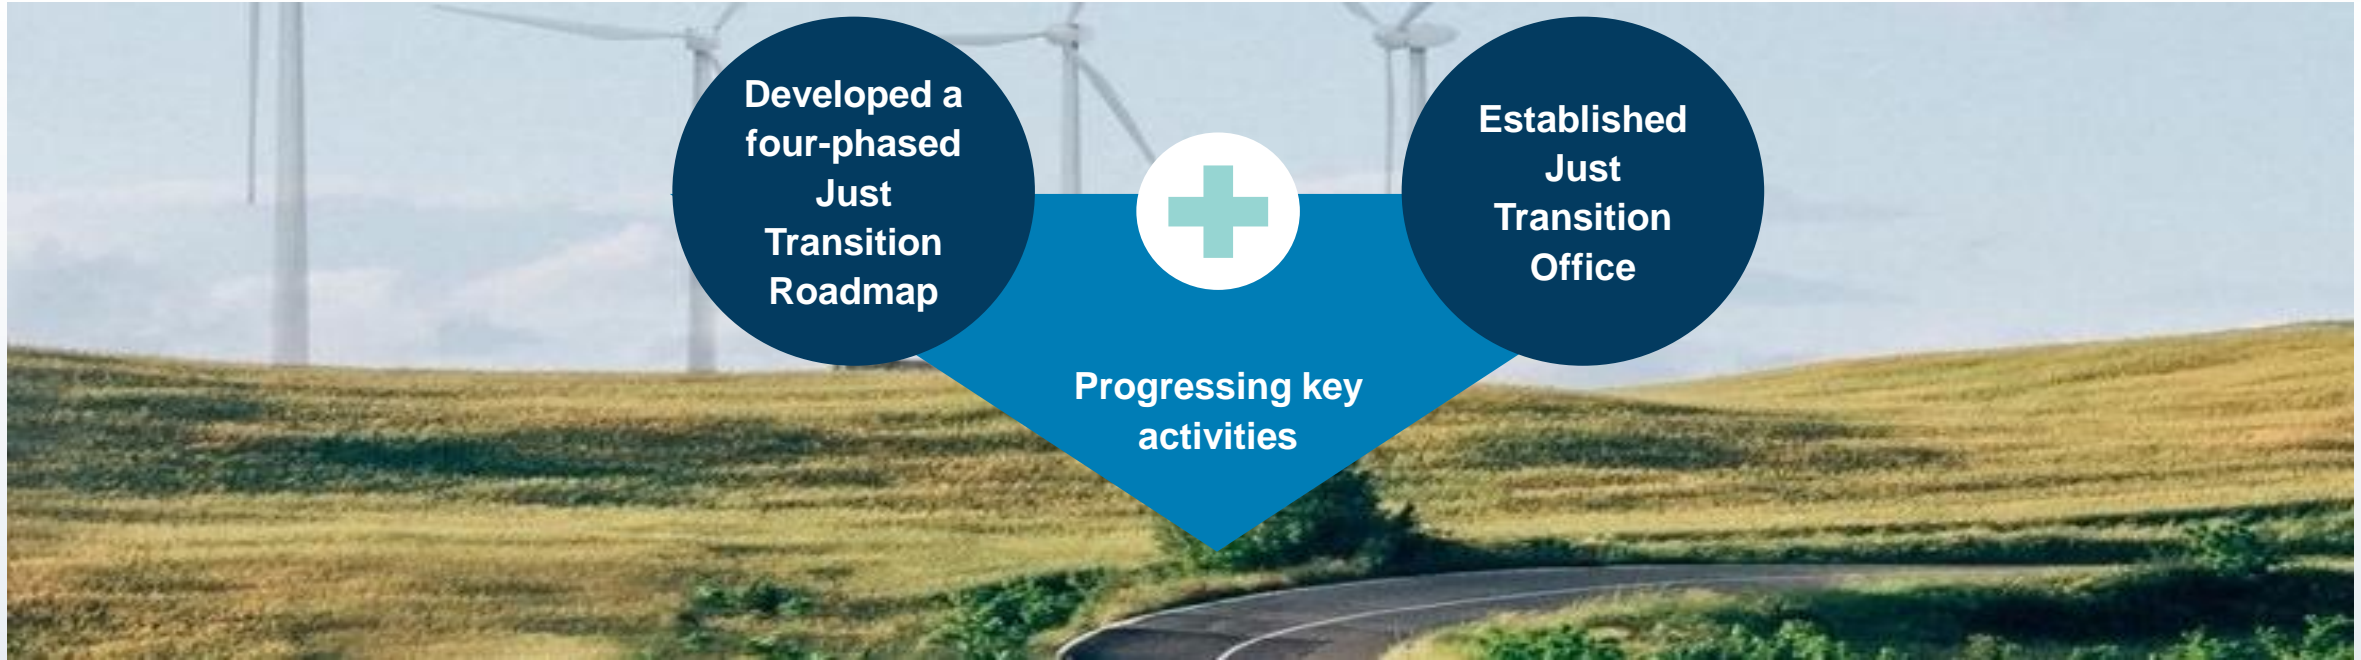 Developed a
four-phased
Just
Transition
Roadmap
Established
Just
Transition
Office
Progressing key
activities